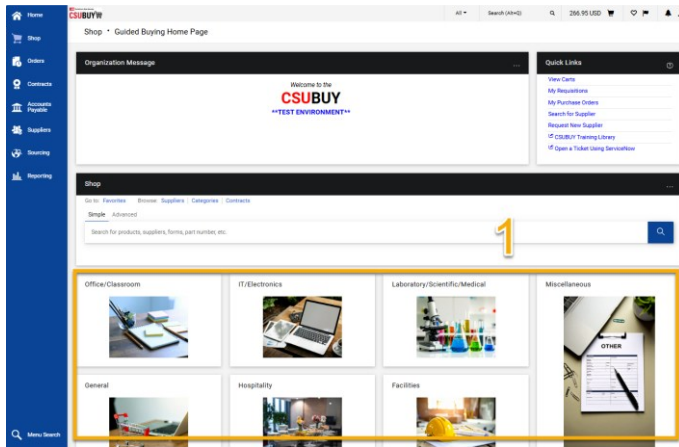 Home
CSUBUY
All
Search (Alt+Q)
266.95 USD
Shop • Guided Buying Home Page
Shop
Orders
Contracts
Accounts Payable
Suppliers
Sourcing
Reporting
Menu Search
Organization Message
...
Welcome to the
CSUBUY
**TEST ENVIRONMENT**
Quick Links
View Carts
My Requisitions
My Purchase Orders
Search for Supplier
Request New Supplier
CSUBUY Training Library
Open a Ticket Using ServiceNow
Shop
...
Go to: Favorites Browse: Suppliers | Categories | Contracts
Simple Advanced
Search for products, suppliers, forms, part number, etc.
1
Office/Classroom
IT/Electronics
Laboratory/Scientific/Medical
Miscellaneous
OTHER
General
Hospitality
Facilities